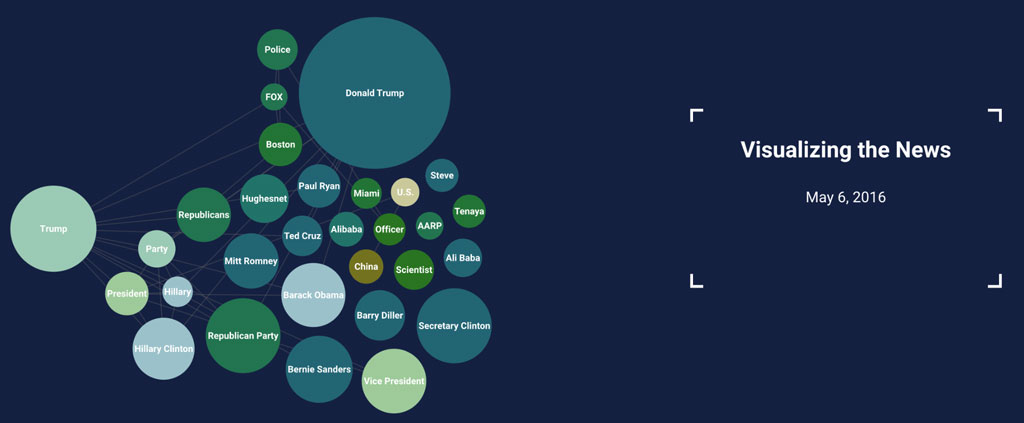 Police
FOX
Donald Trump
Boston
Steve
Paul Ryan
Miami
U.S.
Hughesnet
Republicans
Tenaya
Trump
Ted Cruz
Alibaba
Officer
AARP
Party
Mitt Romney
China
Scientist
Ali Baba
President
Hillary
Barack Obama
Barry Diller
Secretary Clinton
Republican Party
Hillary Clinton
Bernie Sanders
Vice President
Visualizing the News
May 6, 2016